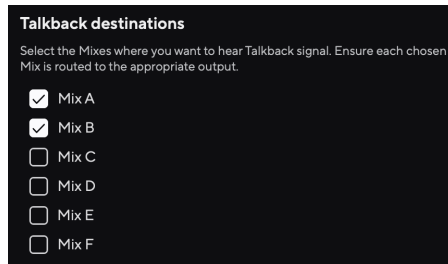 Talkback destinations
Select the Mixes where you want to hear Talkback signal. Ensure each chosen
Mix is routed to the appropriate output.
Mix A
Mix B
Mix C
Mix D
Mix E
Mix F